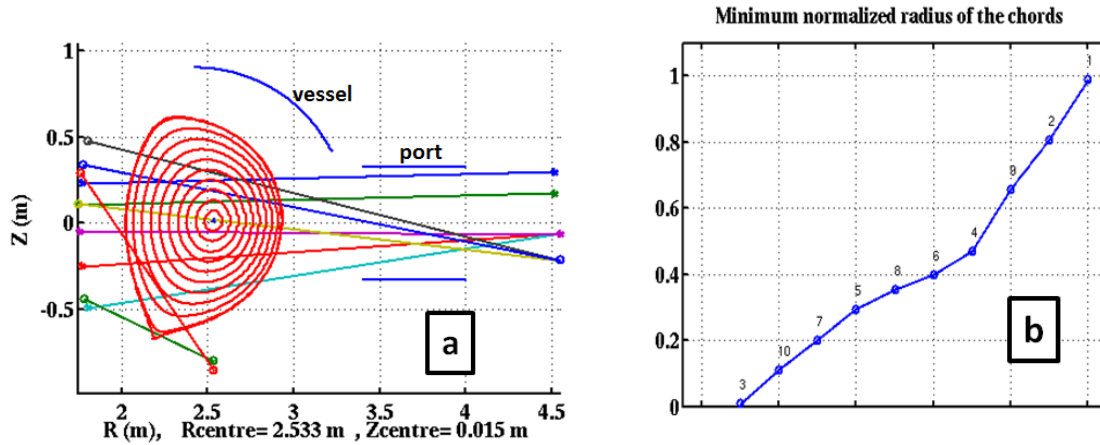 Minimum normalized radius of the chords
1
vessel
0.5
port
0
Z (m)
-0.5
a
2 2.5 3 3.5 4 4.5
R (m), Rcentre= 2.533 m , Zcentre= 0.015 m
1
1
2
0.8
9
0.6
4
0.4
6
8
5
7
0.2
10
3
0
b